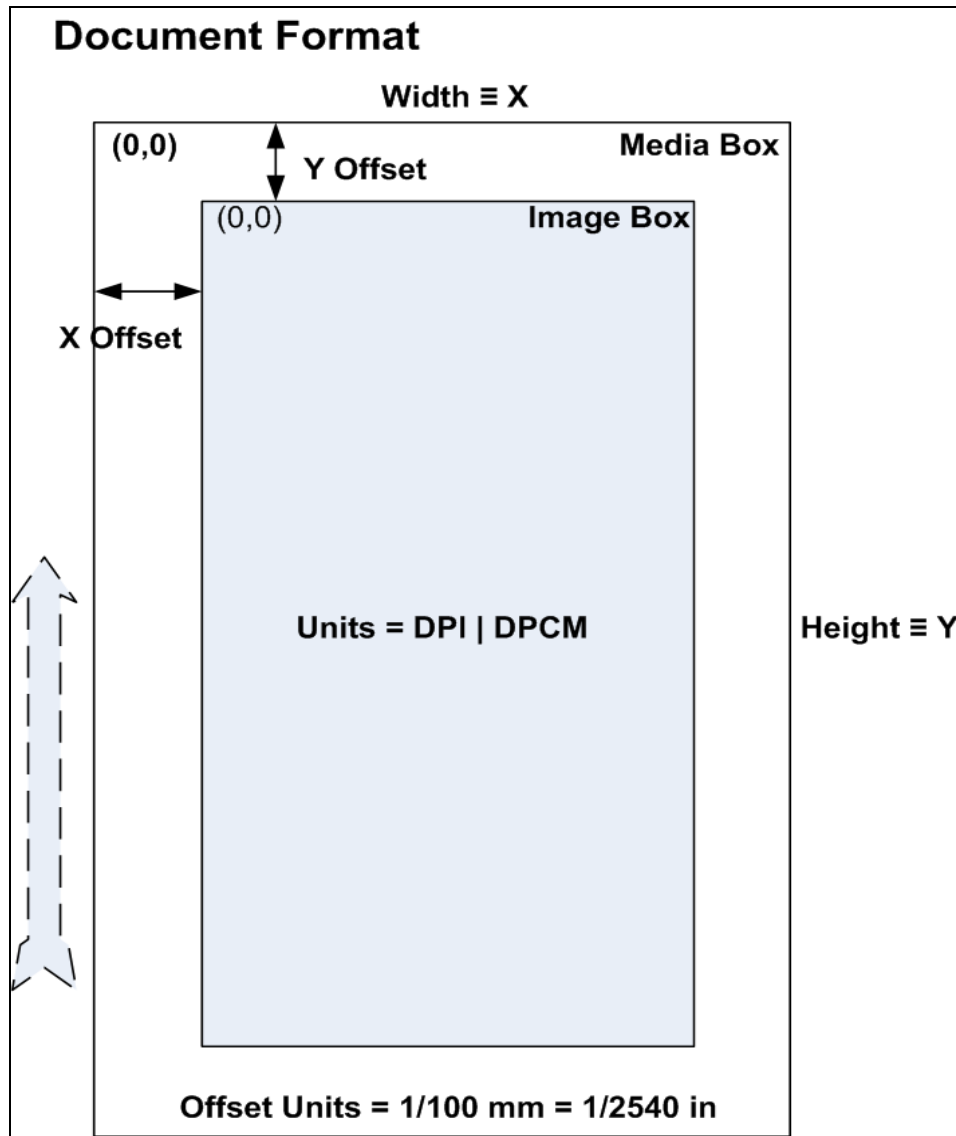 Document Format
Width ≡ X
(0,0)
Media Box
Y Offset
(0,0)
Image Box
X Offset
Units = DPI | DPCM
Height ≡ Y
Offset Units = 1/100 mm = 1/2540 in